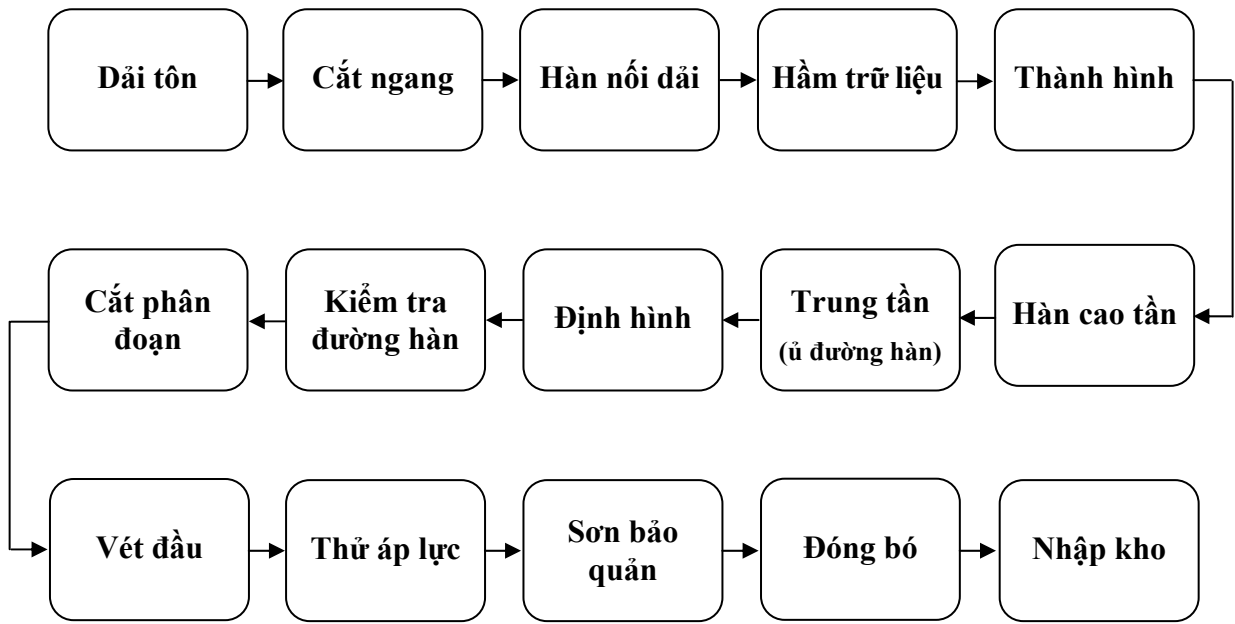 Dải tôn
Cắt ngang
Hàn nối dải
Hầm trữ liệu
Thành hình
Hàn cao tần
Trung tần
(ủ đường hàn)
Định hình
Kiểm tra
đường hàn
Cắt phân
đoạn
Vét đầu
Thử áp lực
Sơn bảo
quản
Đóng bó
Nhập kho